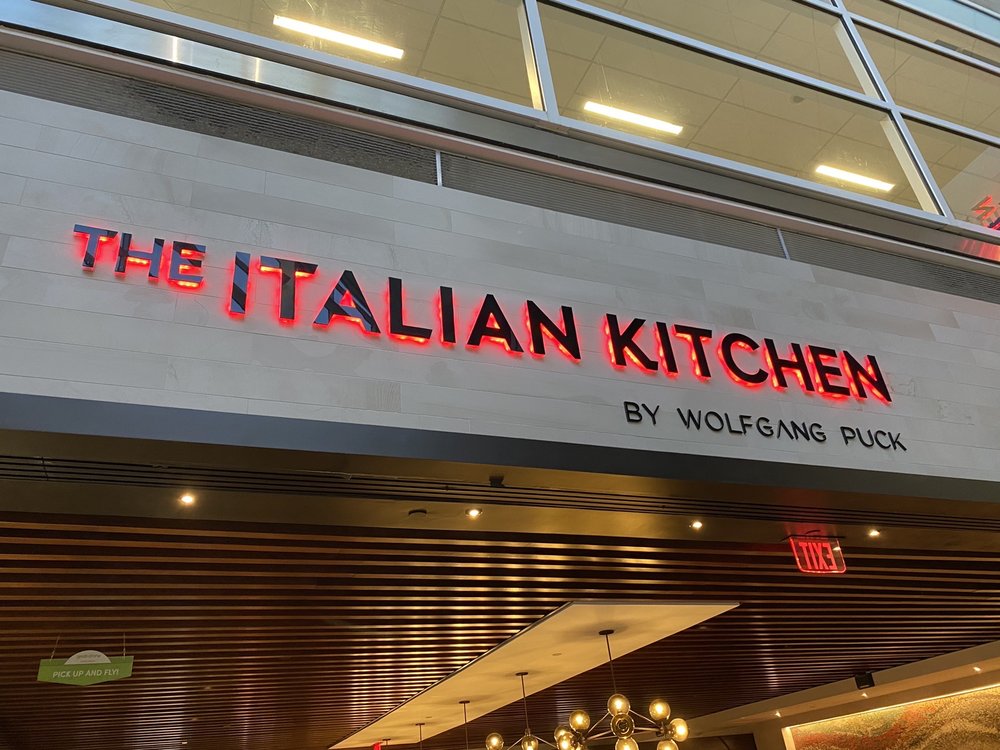 THE ITALIAN KITCHEN
BY WOLFGANG PUCK
EXIT
PICK UP AND FLY!